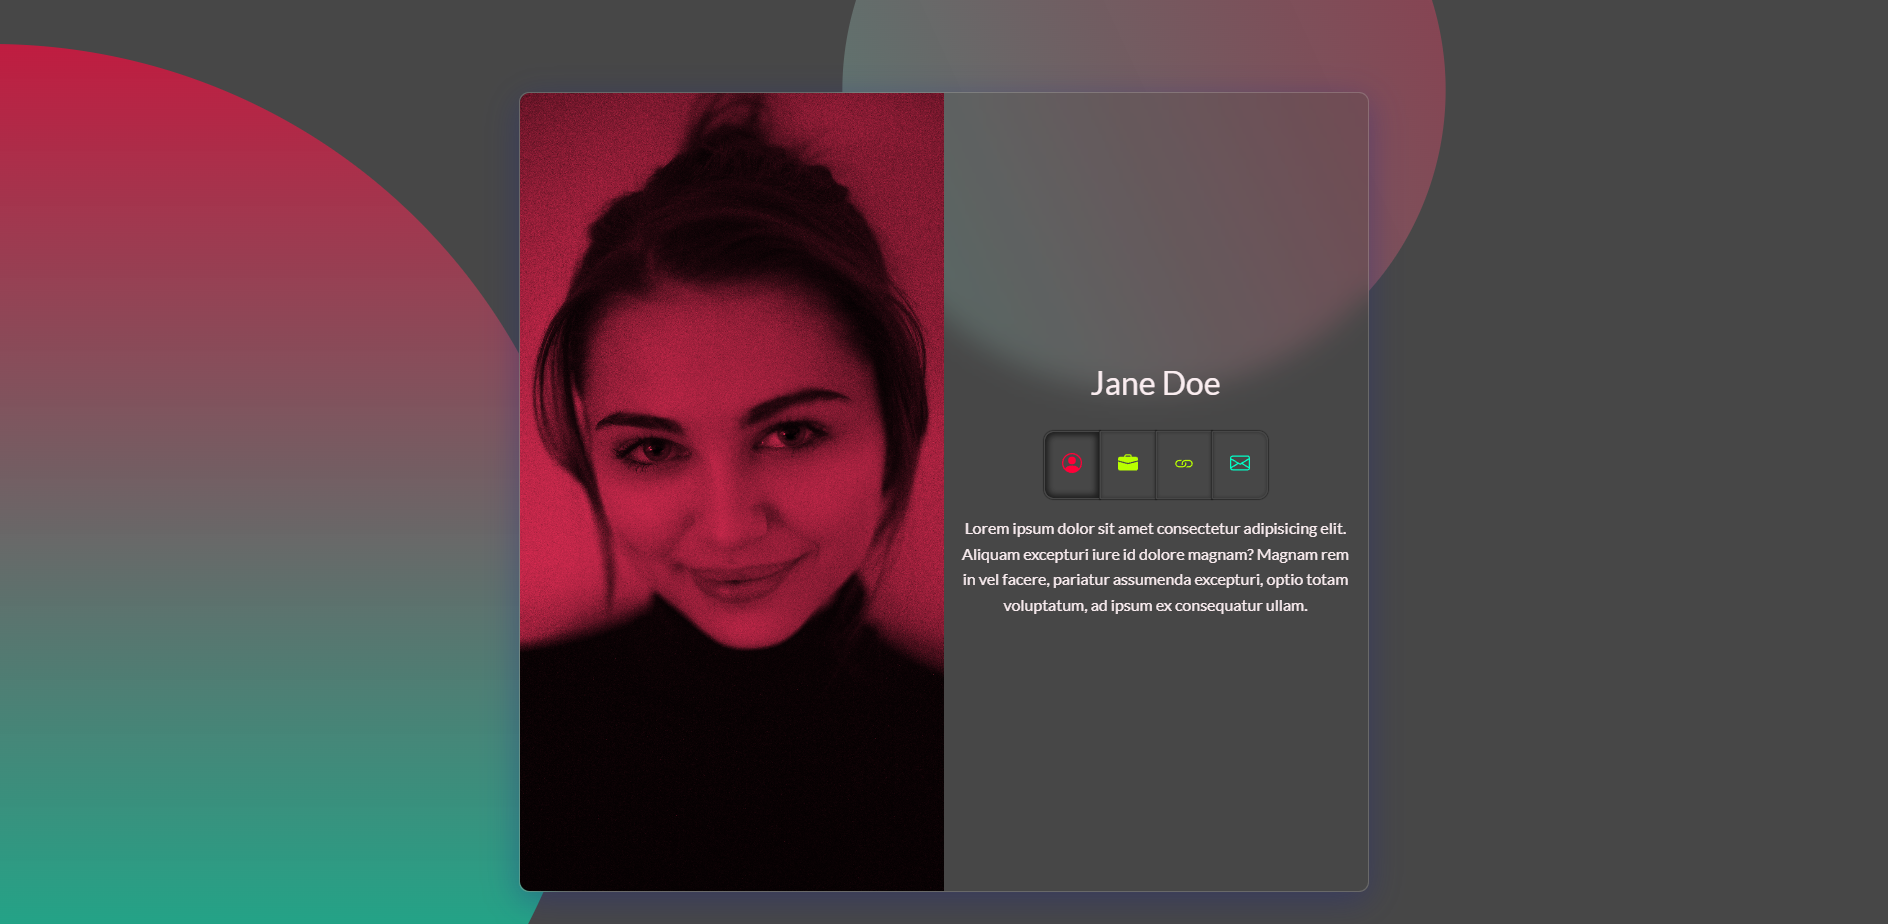 Jane Doe
Lorem ipsum dolor sit amet consectetur adipisicing elit.
Aliquam excepturi iure id dolore magnam? Magnam rem
in vel facere, pariatur assumenda excepturi, optio totam
voluptatum, ad ipsum ex consequatur ullam.